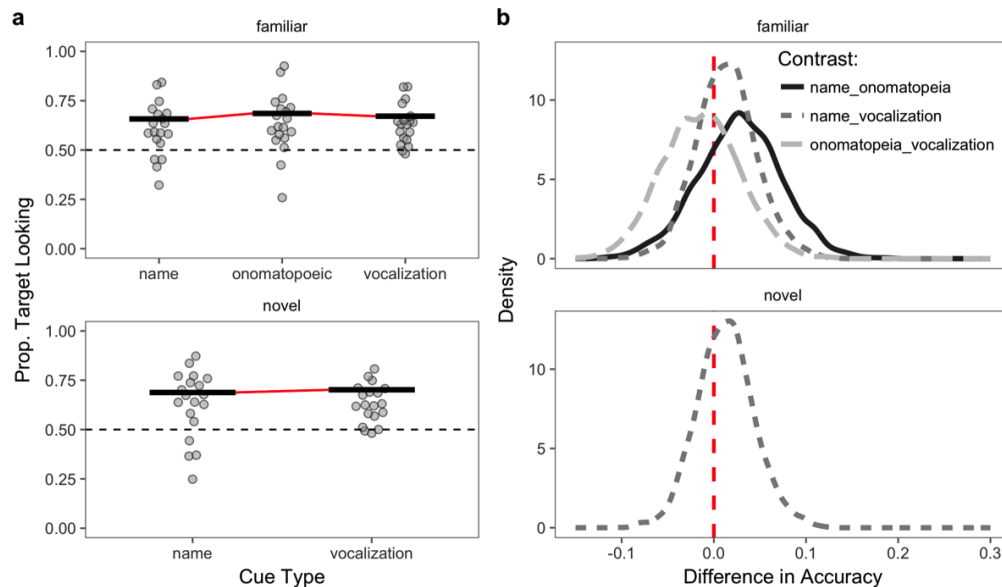 a
familiar
1.00
0.75
0.50
0.25
0.00
name onomatopoeic vocalization
novel
1.00
0.75
0.50
0.25
0.00
name vocalization
Cue Type
Prop. Target Looking
b
familiar
Contrast:
name_onomatopeia
name_vocalization
onomatopeia_vocalization
10
5
0
novel
10
5
0
-0.1 0.0 0.1 0.2 0.3
Difference in Accuracy
Density